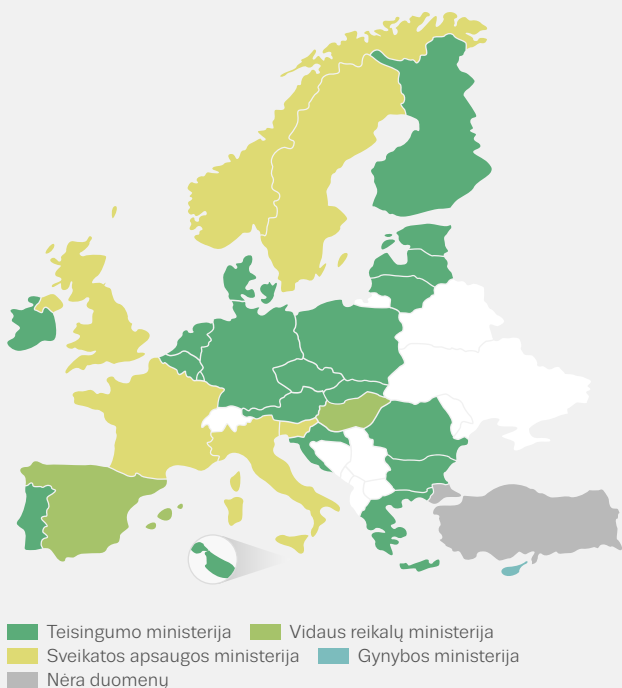 Teisingumo ministerija Vidaus reikalų ministerija
Sveikatos apsaugos ministerija Gynybos ministerija
Nėra duomenų